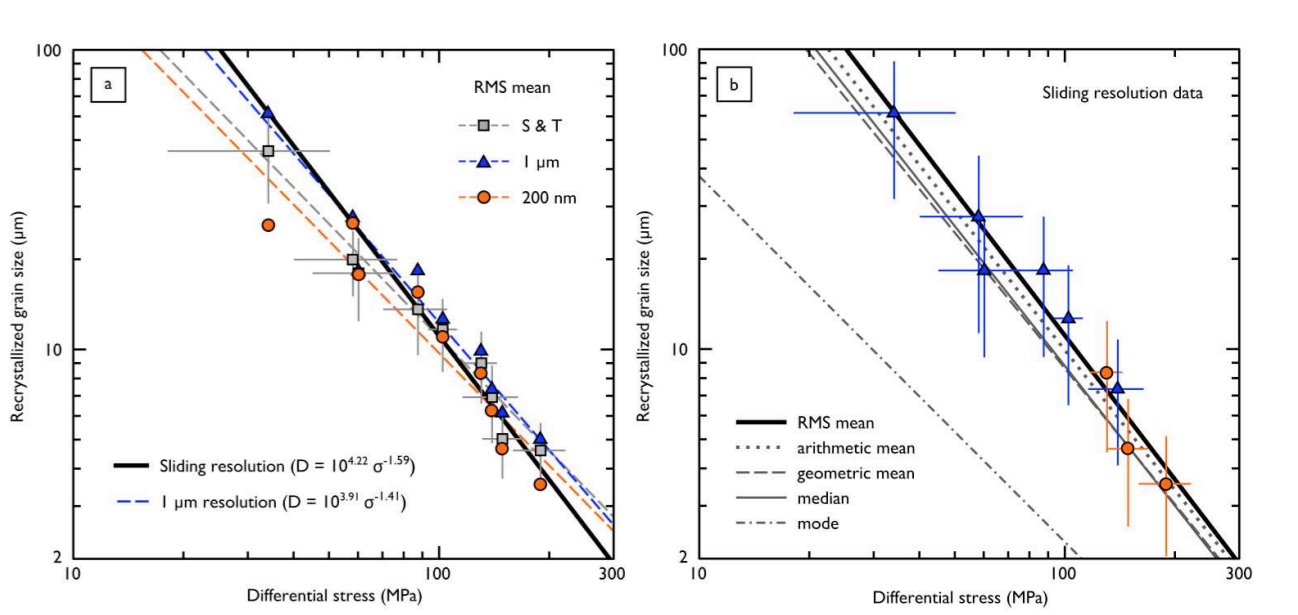 100
10
2
10
100
300
Recrystallized grain size (μm)
Differential stress (MPa)
a
RMS mean
S & T
1 μm
200 nm
Sliding resolution (D = 10^4.22 σ^-1.59)
1 μm resolution (D = 10^3.91 σ^-1.41)
100
10
2
10
100
300
Recrystallized grain size (μm)
Differential stress (MPa)
b
Sliding resolution data
RMS mean
arithmetic mean
geometric mean
median
mode